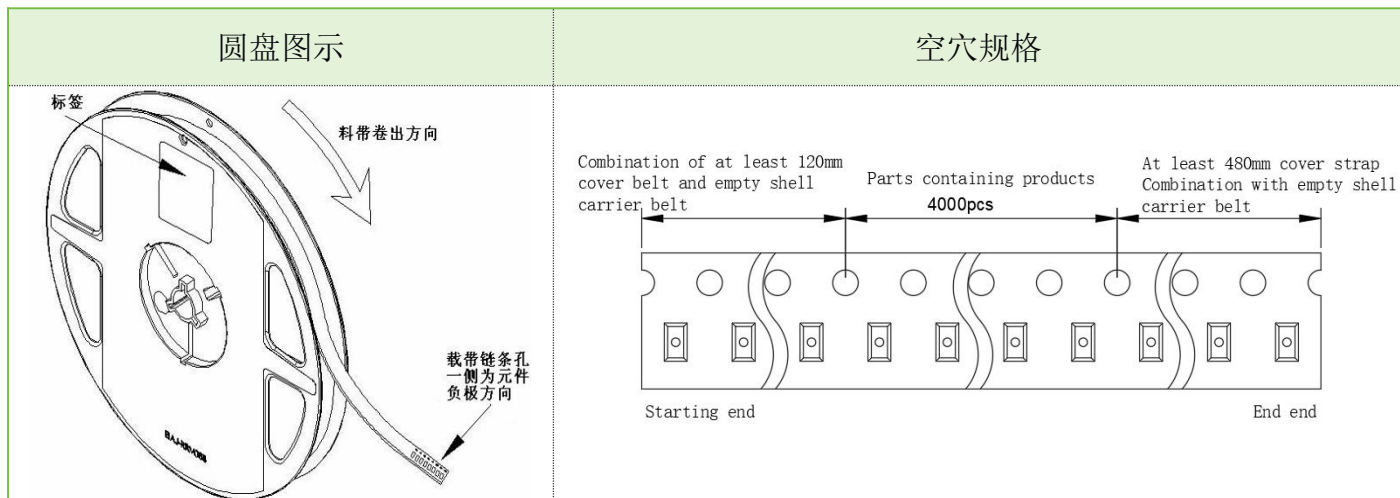 圆盘图示
空穴规格
标签
料带卷出方向
载带链条孔
一侧为元件
负极方向
Combination of at least 120mm
cover belt and empty shell
carrier belt
Parts containing products
4000pcs
At least 480mm cover strap
Combination with empty shell
carrier belt
Starting end
End end